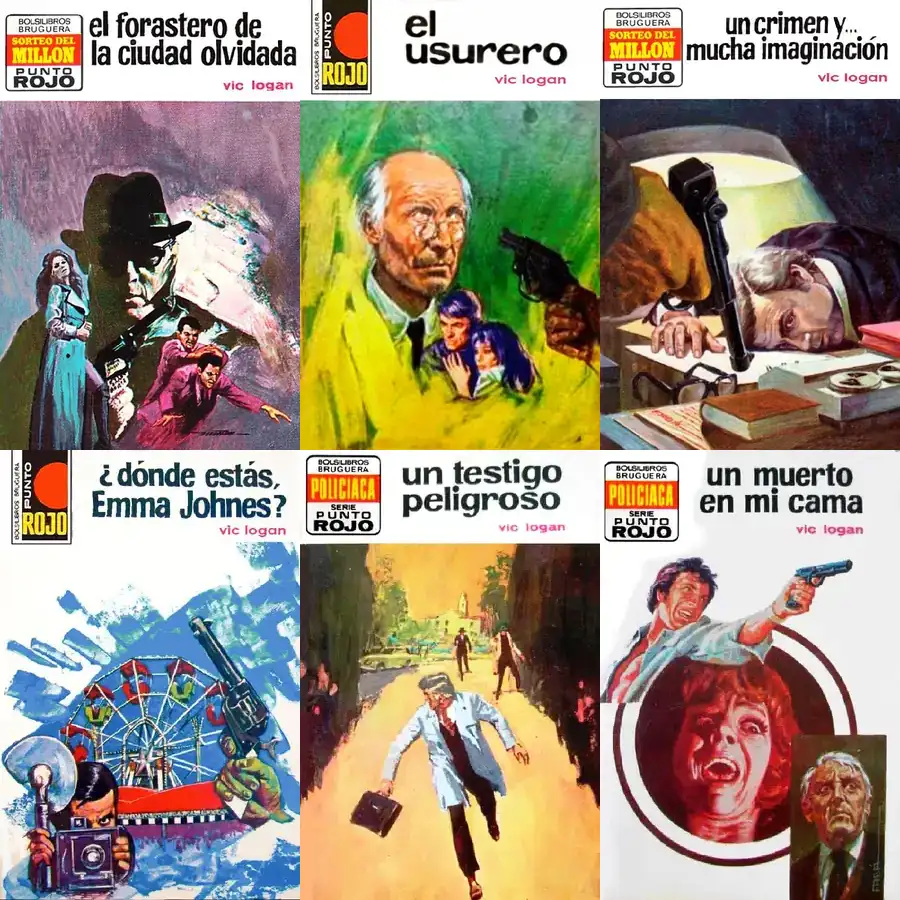 BOLSILIBROS
BRUGUERA
SORTEO DEL
MILLON
PUNTO
ROJO
el forastero de
la ciudad olvidada
vic logan
BOLSILIBROS BRUGUERA
PUNTO
ROJO
el
usurero
vic logan
BOLSILIBROS
BRUGUERA
SORTEO DEL
MILLON
PUNTO
ROJO
un crimen y...
mucha imaginación
vic logan
BOLSILIBROS BRUGUERA
PUNTO
ROJO
¿dónde estás,
Emma Johnes?
vic logan
BOLSILIBROS
BRUGUERA
POLICIACA
SERIE
PUNTO
ROJO
un testigo
peligroso
vic logan
BOLSILIBROS
BRUGUERA
POLICIACA
SERIE
PUNTO
ROJO
un muerto
en mi cama
vic logan